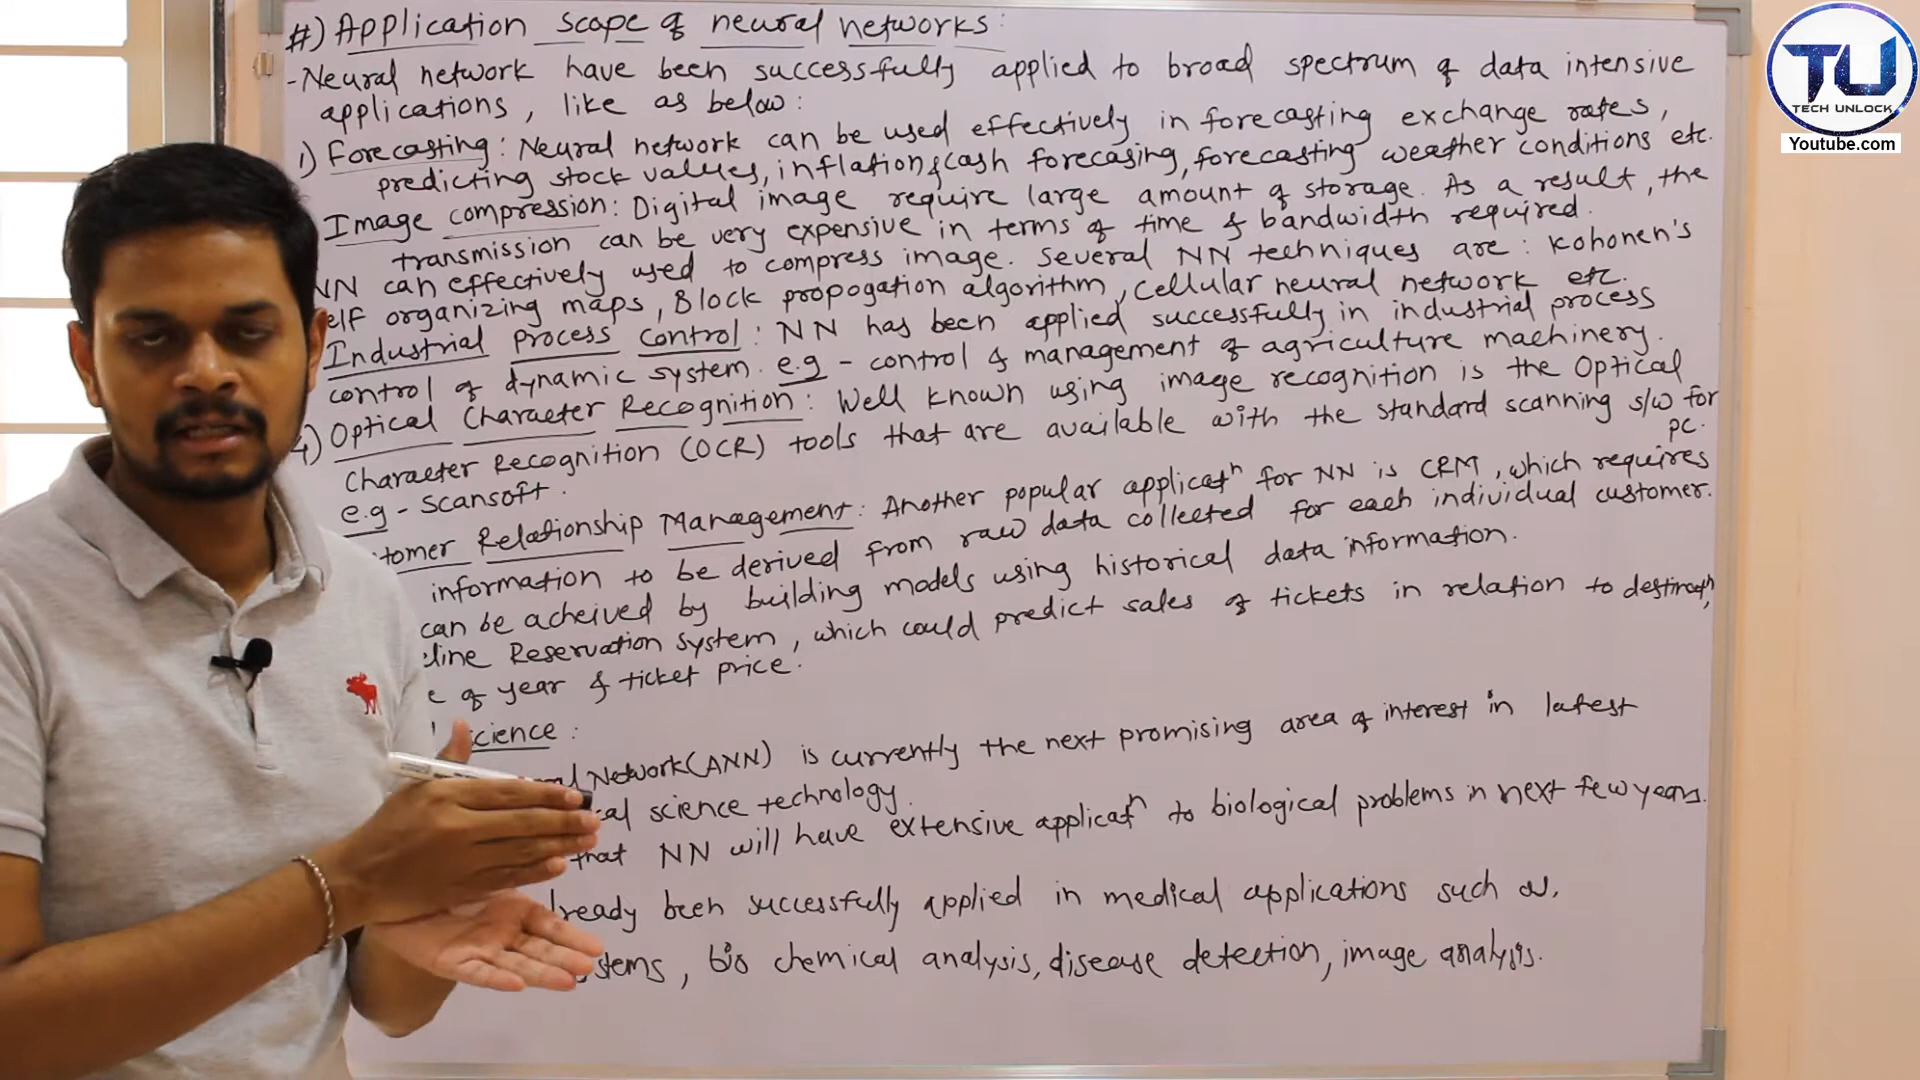 #) Application scope of neural networks:
- Neural network have been successfully applied to broad spectrum of data intensive
applications, like as below:
1) Forecasting: Neural network can be used effectively in forecasting exchange rates,
predicting stock values, inflation & cash forecasing, forecasting weather conditions etc.
Image compression: Digital image require large amount of storage. As a result, the
transmission can be very expensive in terms of time & bandwidth required.
NN can effectively used to compress image. Several NN techniques are: Kohonen's
elf organizing maps, Block propogation algorithm, cellular neural network etc.
Industrial process control: NN has been applied successfully in industrial process
control of dynamic system. e.g - control & management of agriculture machinery.
4) Optical Character Recognition: Well known using image recognition is the Optical
Character Recognition (OCR) tools that are available with the standard scanning s/w for
pc.
e.g - Scansoft.
tomer Relationship Management: Another popular applicatn for NN is CRM, which requires
information to be derived from raw data collected for each individual customer.
can be acheived by building models using historical data information.
line Reservation system, which could predict sales of tickets in relation to destinatn,
e of year & ticket price.
l science:
al Network (ANN) is currently the next promising area of interest in latest
cal science technology.
that NN will have extensive applicatn to biological problems in next few years.
lready been successfully applied in medical applications such as,
stems, bio chemical analysis, disease detection, image analysis.
TU
TECH UNLOCK
Youtube.com